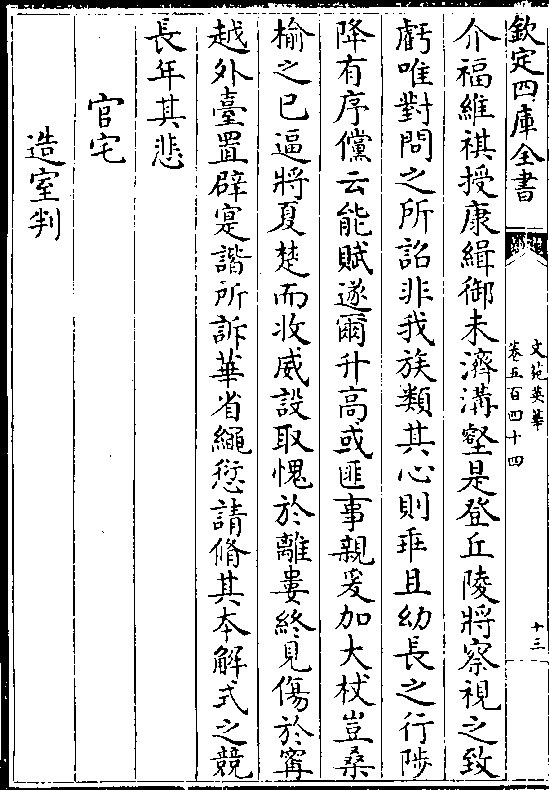 欽定四庫全書
文苑英華
卷五百四十四
十三
介福維祺授康緝御未濟溝壑是登丘陵將察視之致
虧唯對問之所詔非我族類其心則乖且幼長之行陟
降有序儻云能賦遂爾升高或匪事親爰加大杖豈桑
榆之已逼將夏楚而收威設取愧於離婁終見傷於甯
越外臺置辟寔諧所訴華省繩愆請脩其本解式之競
長年其悲
官宅
造室判